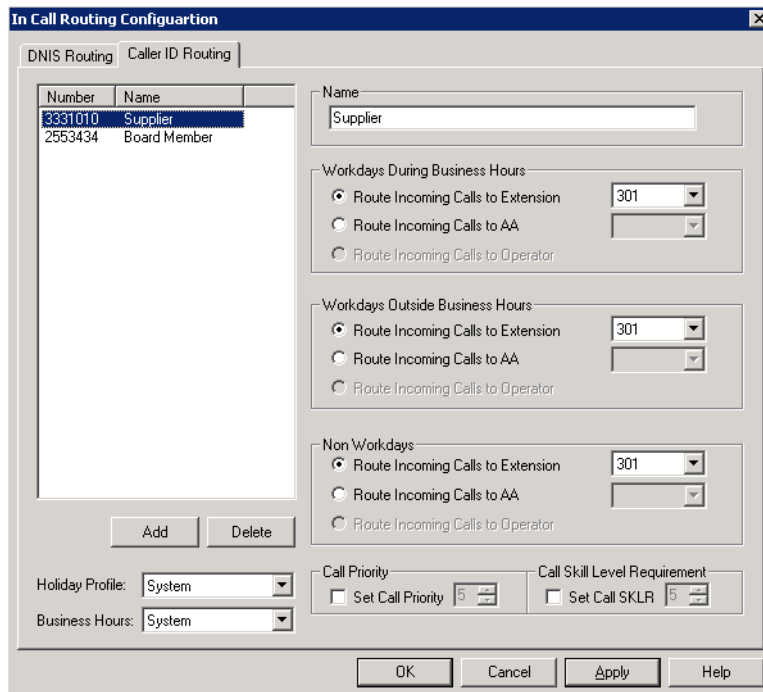 In Call Routing Configuartion
DNIS Routing Caller ID Routing
Number Name
3331010 Supplier
2553434 Board Member
Add Delete
Holiday Profile: System
Business Hours: System
Name
Supplier
Workdays During Business Hours
Route Incoming Calls to Extension 301
Route Incoming Calls to AA
Route Incoming Calls to Operator
Workdays Outside Business Hours
Route Incoming Calls to Extension 301
Route Incoming Calls to AA
Route Incoming Calls to Operator
Non Workdays
Route Incoming Calls to Extension 301
Route Incoming Calls to AA
Route Incoming Calls to Operator
Call Priority
Set Call Priority 5
Call Skill Level Requirement
Set Call SKLR 5
OK Cancel Apply Help